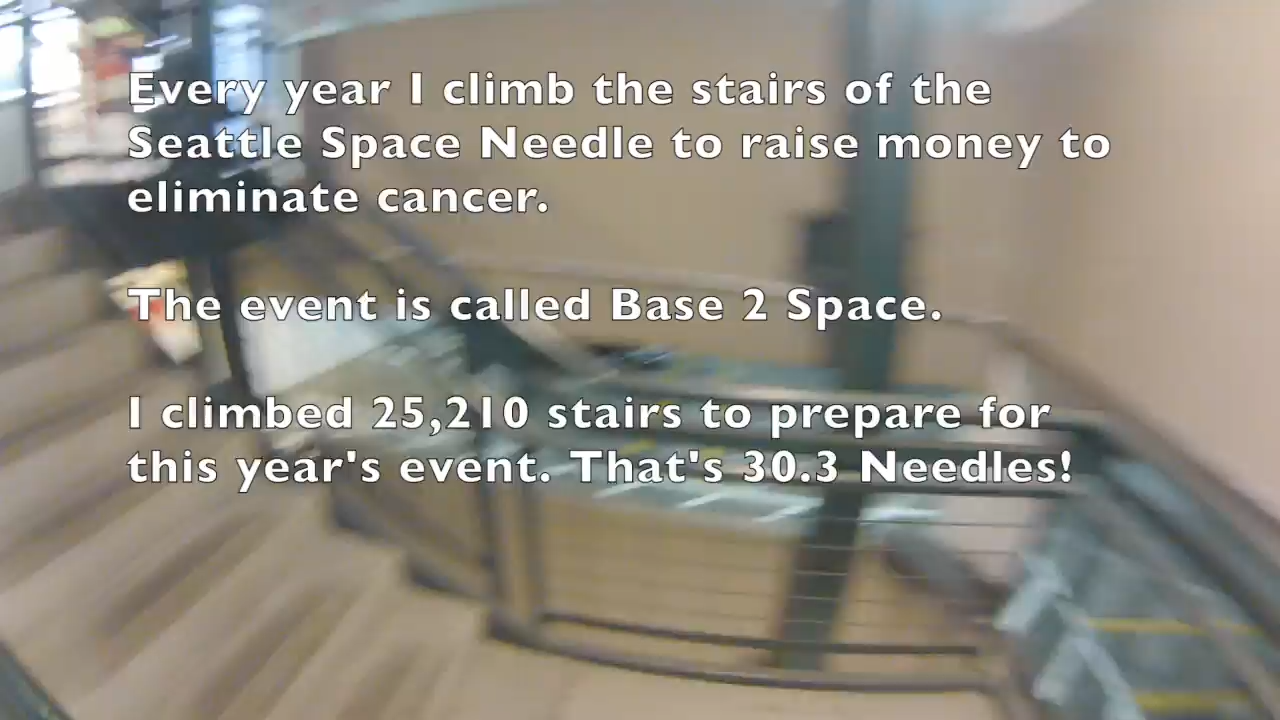 Every year I climb the stairs of the
Seattle Space Needle to raise money to
eliminate cancer.
The event is called Base 2 Space.
I climbed 25,210 stairs to prepare for
this year's event. That's 30.3 Needles!